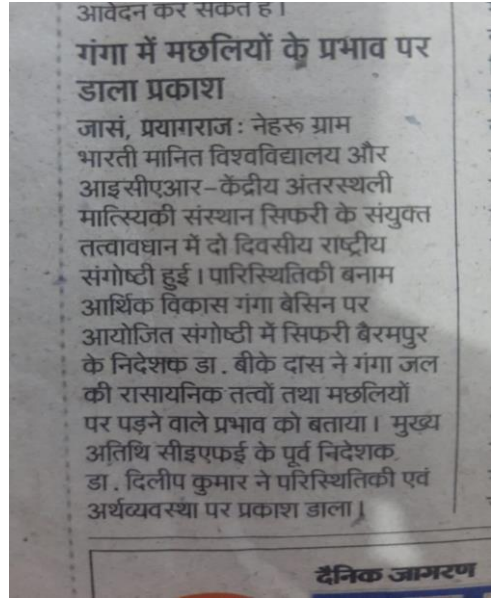 आवेदन कर सकते हैं।
गंगा में मछलियों के प्रभाव पर
डाला प्रकाश
जासं, प्रयागराज : नेहरू ग्राम
भारती मानित विश्वविद्यालय और
आइसीएआर-केंद्रीय अंतरस्थली
मात्स्यिकी संस्थान सिफरी के संयुक्त
तत्वावधान में दो दिवसीय राष्ट्रीय
संगोष्ठी हुई। पारिस्थितिकी बनाम
आर्थिक विकास गंगा बेसिन पर
आयोजित संगोष्ठी में सिफरी बैरमपुर
के निदेशक डा. बीके दास ने गंगा जल
की रासायनिक तत्वों तथा मछलियों
पर पड़ने वाले प्रभाव को बताया। मुख्य
अतिथि सीइएफई के पूर्व निदेशक
डा. दिलीप कुमार ने परिस्थितिकी एवं
अर्थव्यवस्था पर प्रकाश डाला।
दैनिक जागरण